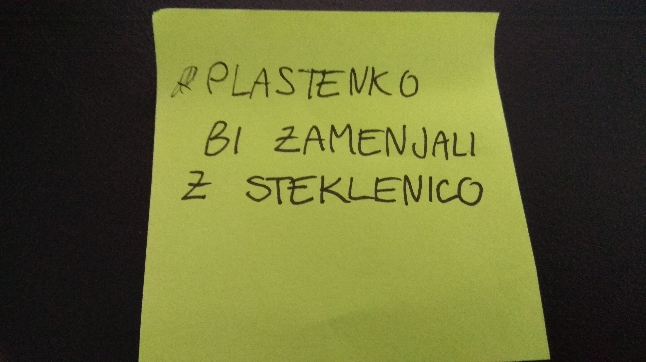 PLASTENKO
BI ZAMENJALI
Z STEKLENICO